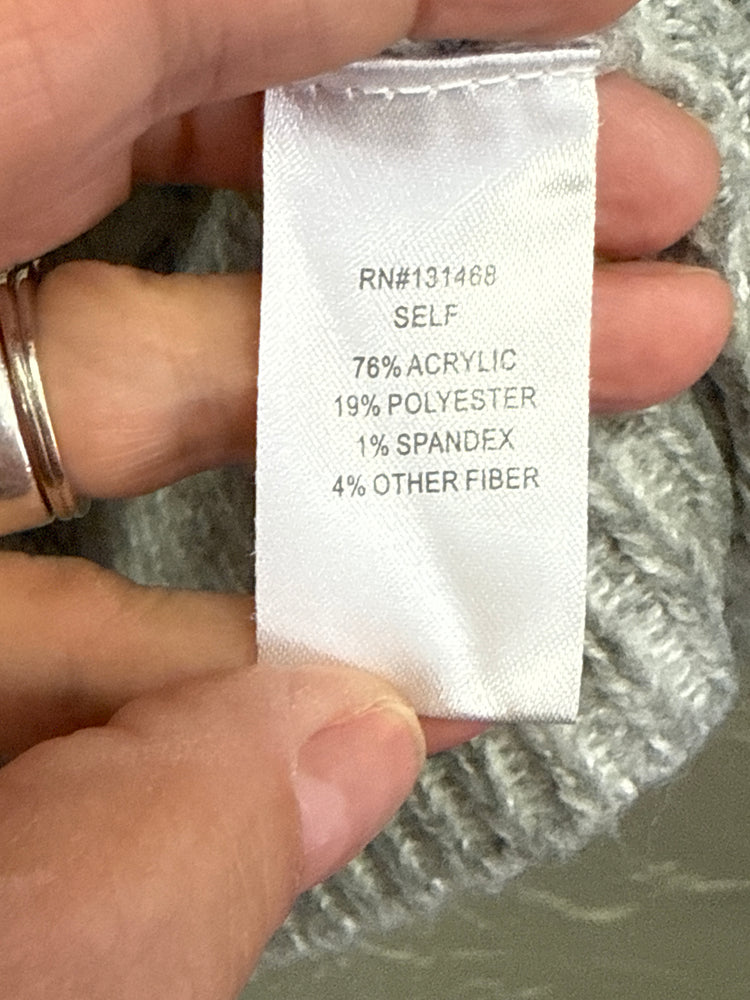 RN#131468
SELF
76% ACRYLIC
19% POLYESTER
1% SPANDEX
4% OTHER FIBER